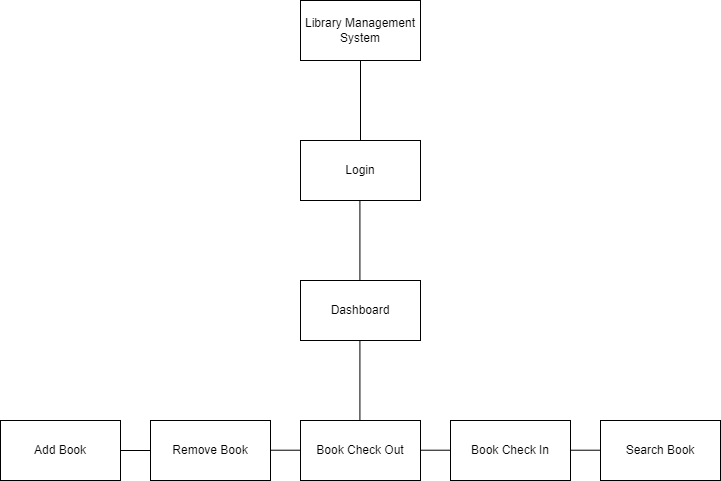 Library Management
System
Login
Dashboard
Add Book
Remove Book
Book Check Out
Book Check In
Search Book